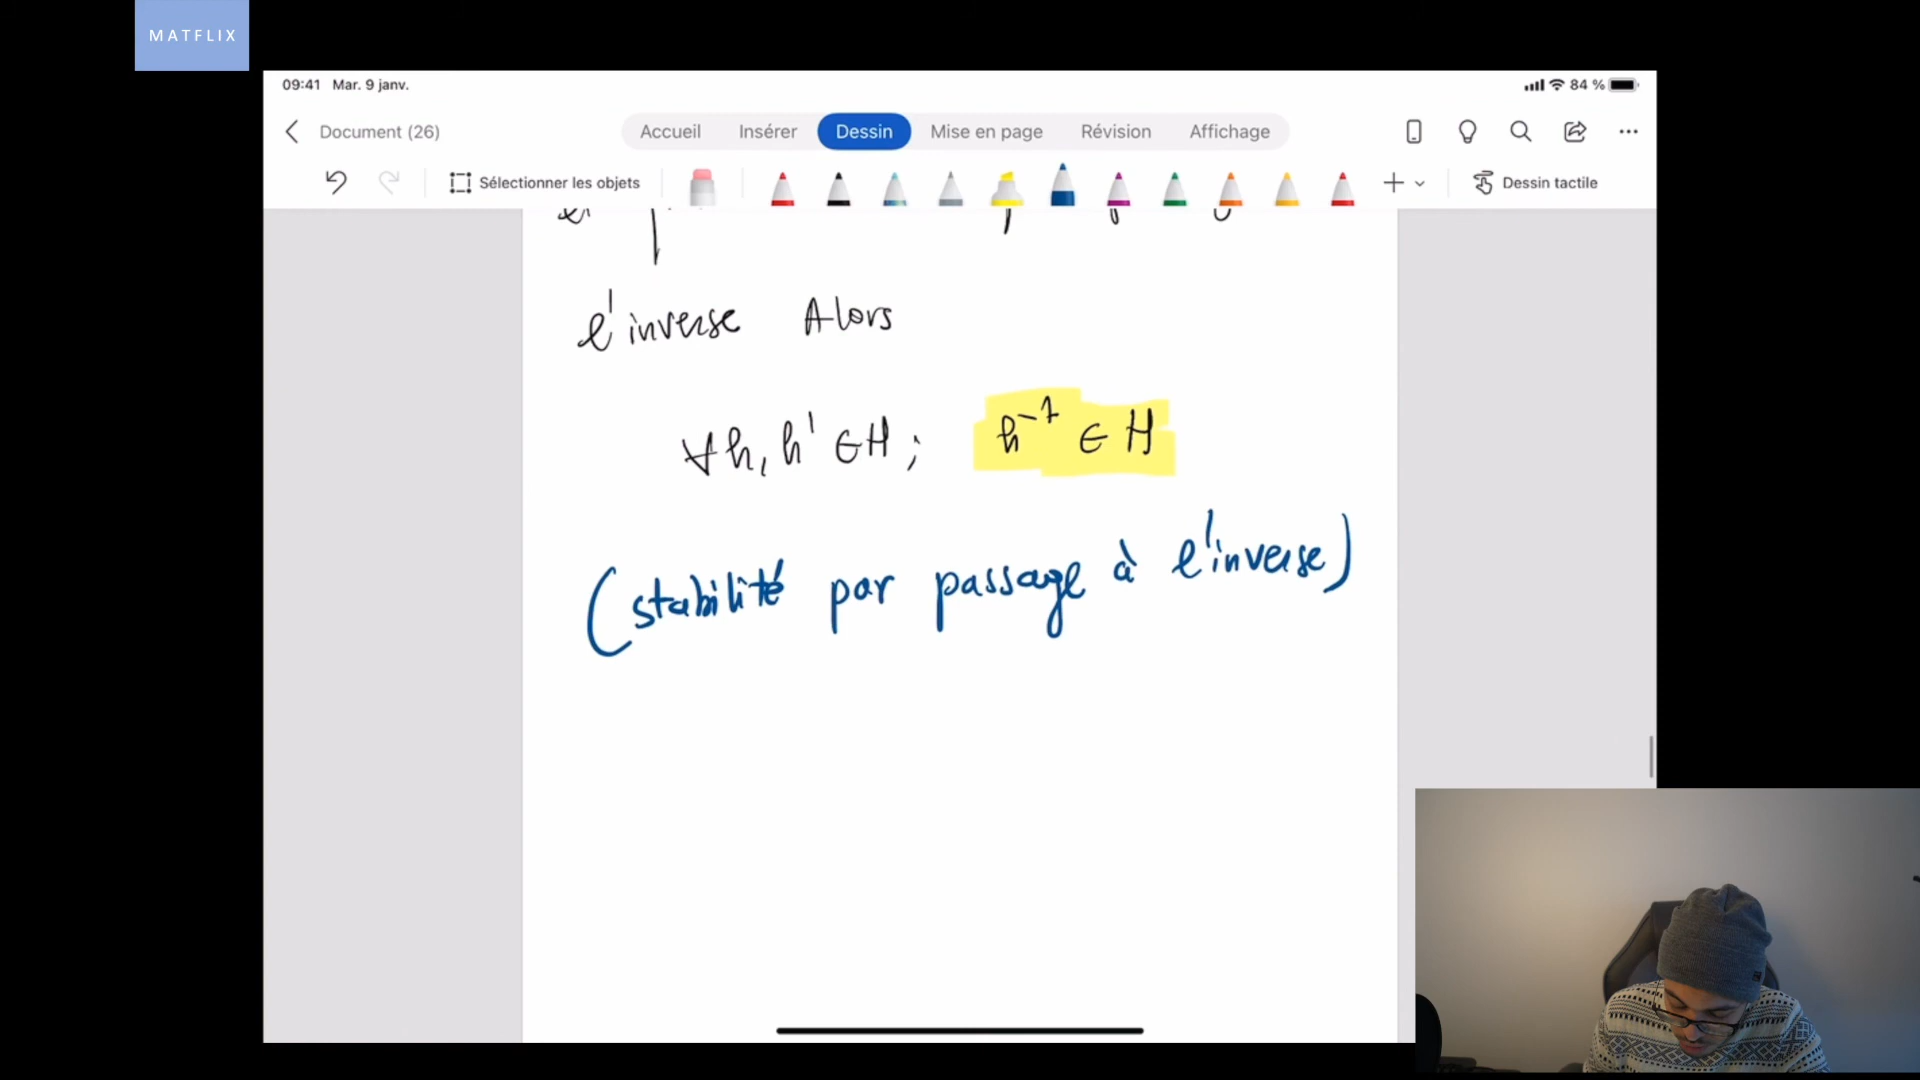 MATFLIX
09:41 Mar. 9 janv. 84 %
Document (26) Accueil Insérer Dessin Mise en page Révision Affichage
Sélectionner les objets Dessin tactile
l'inverse Alors
∀h, h' ∈ H ; h⁻¹ ∈ H
(stabilité par passage à l'inverse)